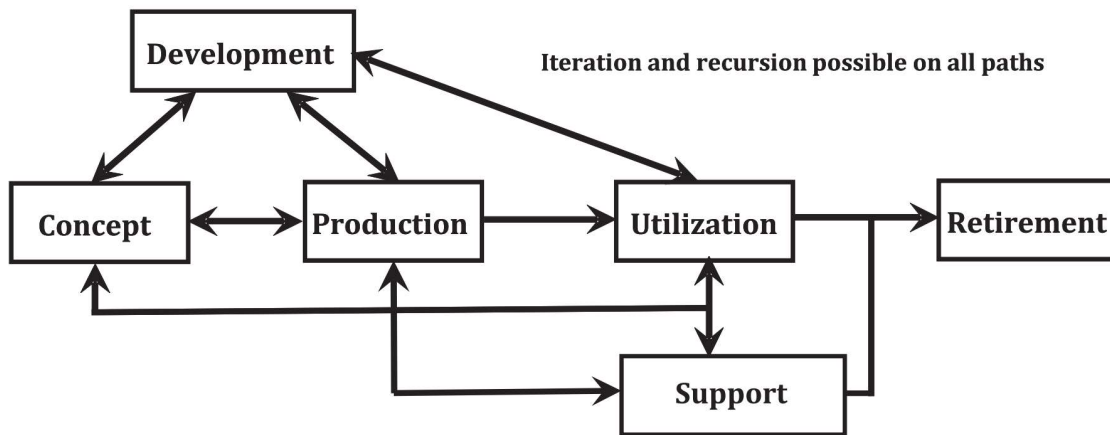 Development
Iteration and recursion possible on all paths
Concept
Production
Utilization
Retirement
Support